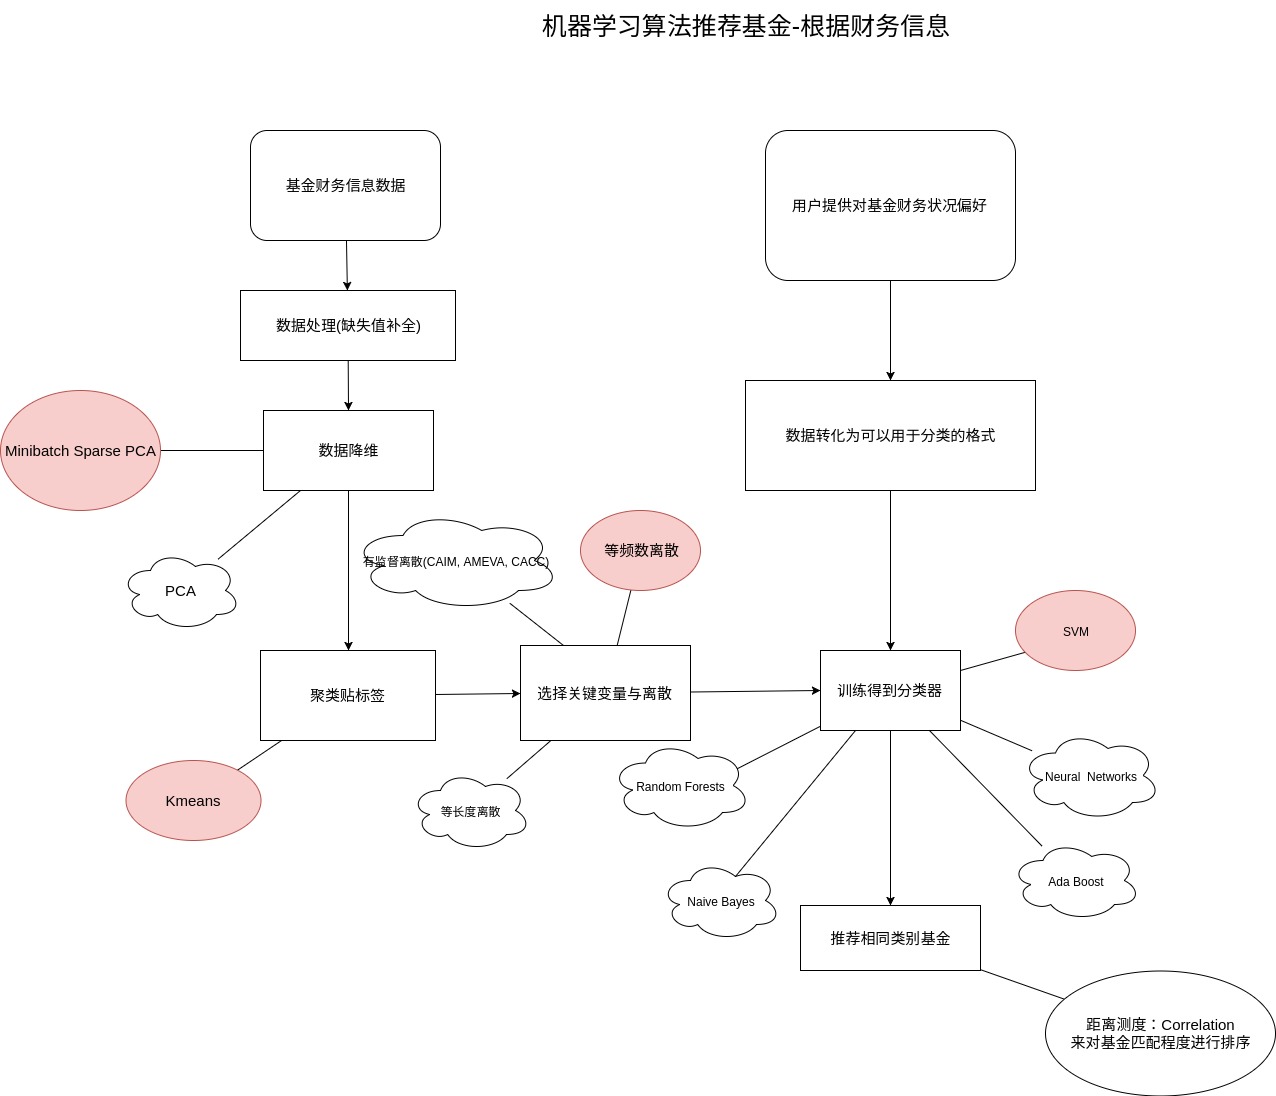 机器学习算法推荐基金-根据财务信息
基金财务信息数据
用户提供对基金财务状况偏好
数据处理(缺失值补全)
Minibatch Sparse PCA
数据降维
数据转化为可以用于分类的格式
PCA
有监督离散(CAIM, AMEVA, CACC)
等频数离散
SVM
聚类贴标签
选择关键变量与离散
训练得到分类器
Kmeans
等长度离散
Random Forests
Neural  Networks
Naive Bayes
Ada Boost
推荐相同类别基金
距离测度：Correlation
来对基金匹配程度进行排序